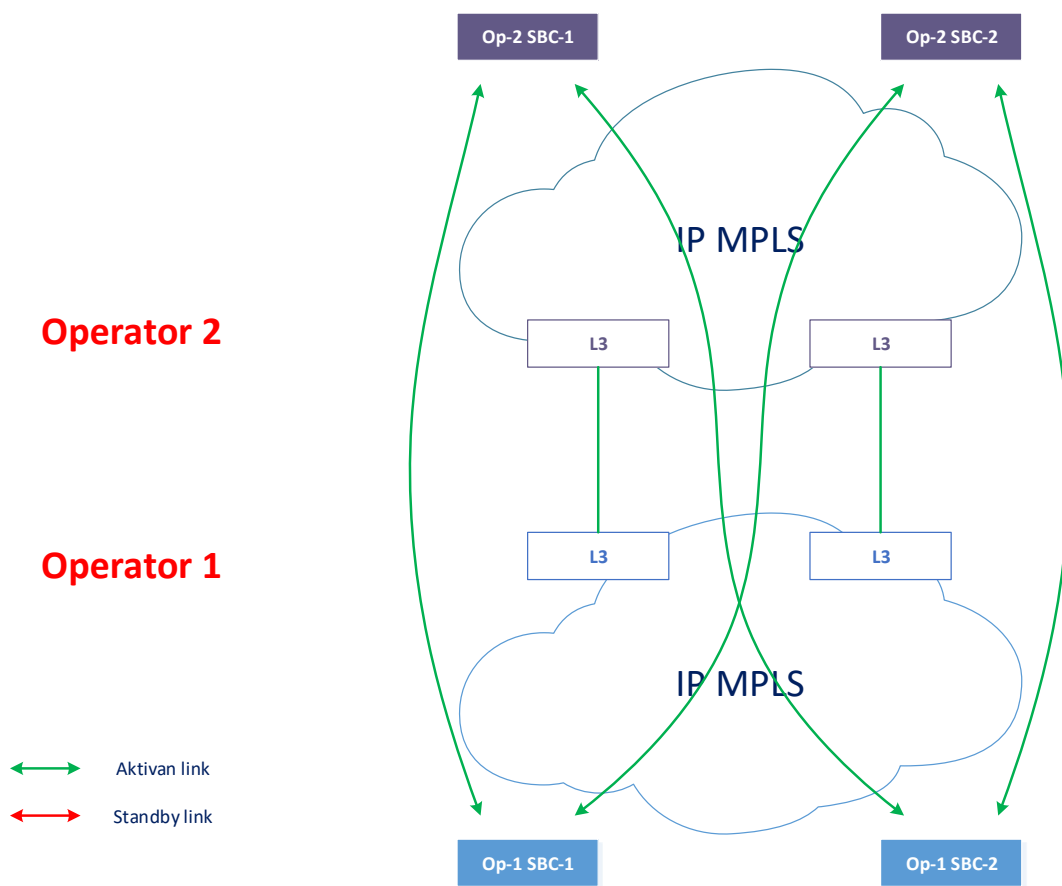 Op-2 SBC-1
Op-2 SBC-2
IP MPLS
Operator 2
L3
L3
Operator 1
L3
L3
IP MPLS
Aktivan link
Standby link
Op-1 SBC-1
Op-1 SBC-2